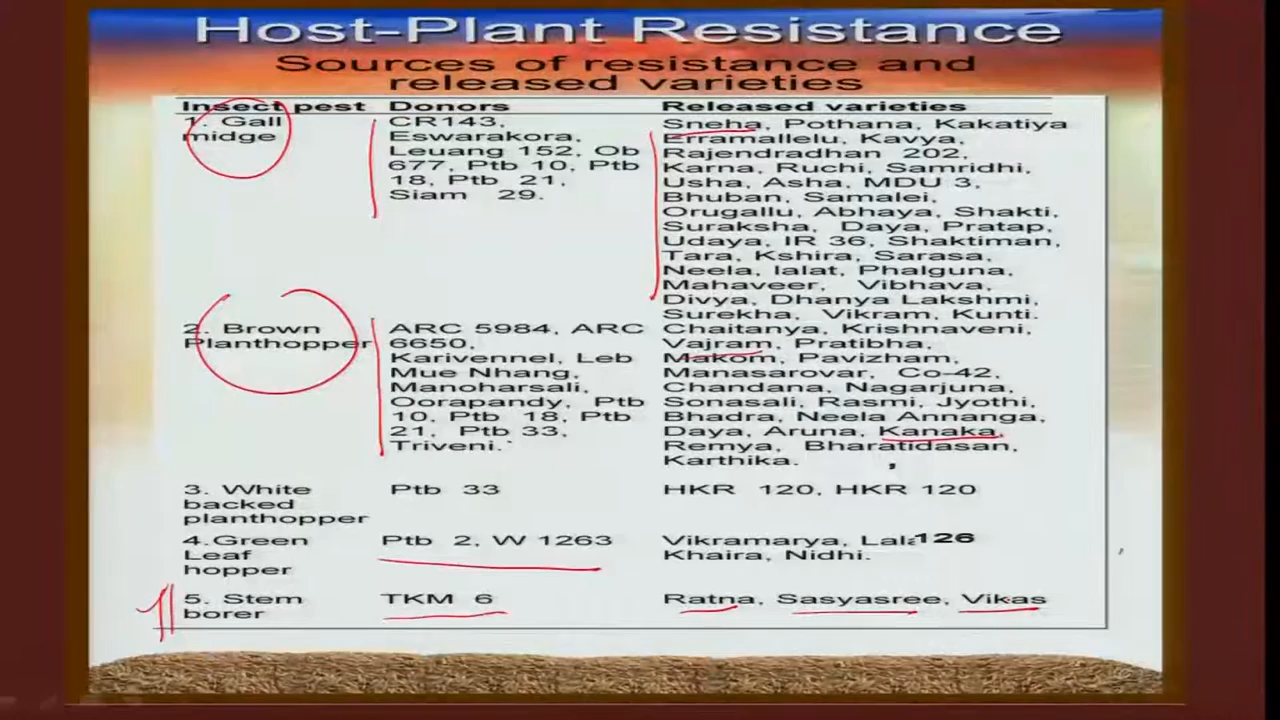 Host-Plant Resistance
Sources of resistance and
released varieties
Insect pest Donors Released varieties
1. Gall CR143, Sneha, Pothana, Kakatiya
midge Eswarakora, Erramallelu, Kavya,
Leuang 152, Ob Rajendradhan 202,
677, Ptb 10, Ptb Karna, Ruchi, Samridhi,
18, Ptb 21, Usha, Asha, MDU 3,
Siam 29. Bhuban, Samalei,
Orugallu, Abhaya, Shakti,
Suraksha, Daya, Pratap,
Udaya, IR 36, Shaktiman,
Tara, Kshira, Sarasa,
Neela, lalat, Phalguna,
Mahaveer, Vibhava,
Divya, Dhanya Lakshmi,
Surekha, Vikram, Kunti.
2. Brown ARC 5984, ARC Chaitanya, Krishnaveni,
Planthopper 6650, Vajram, Pratibha,
Karivennel, Leb Makom, Pavizham,
Mue Nhang, Manasarovar, Co-42,
Manoharsali, Chandana, Nagarjuna,
Oorapandy, Ptb Sonasali, Rasmi, Jyothi,
10, Ptb 18, Ptb Bhadra, Neela Annanga,
21, Ptb 33, Daya, Aruna, Kanaka,
Triveni. Remya, Bharatidasan,
Karthika.
3. White Ptb 33 HKR 120, HKR 120
backed
planthopper
4.Green Ptb 2, W 1263 Vikramarya, 126
Leaf Khaira, Nidhi.
hopper
5. Stem TKM 6 Ratna, Sasyasree, Vikas
borer